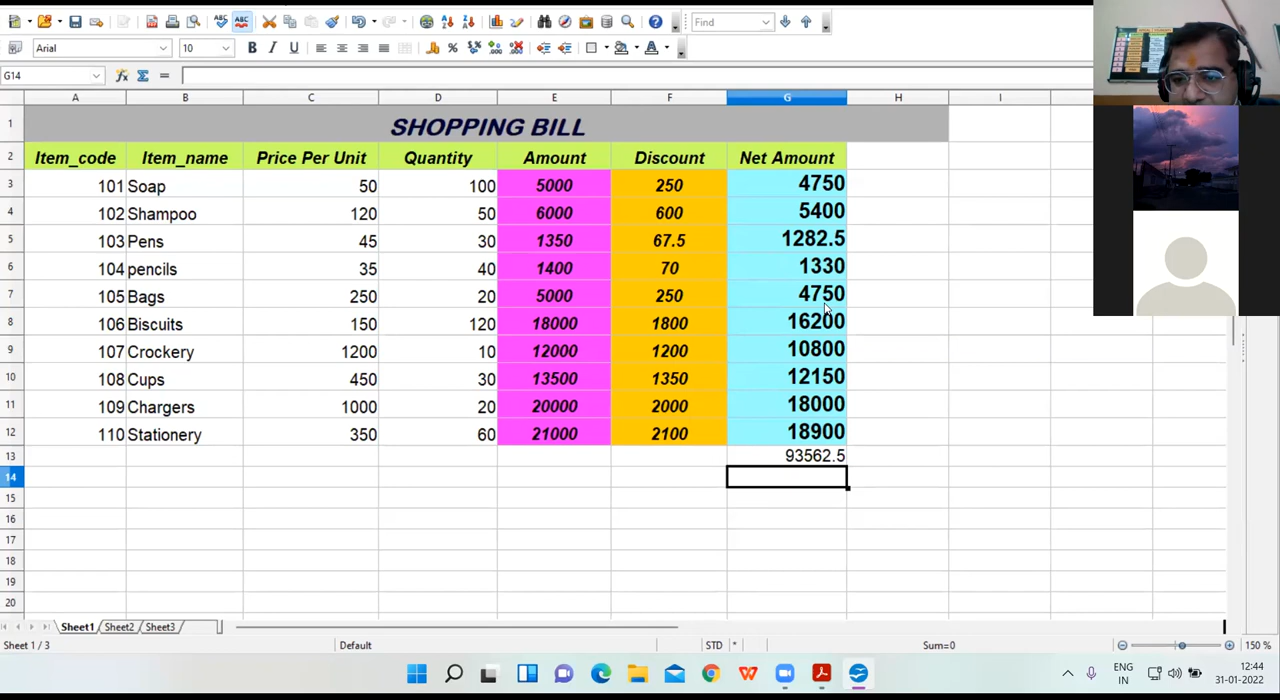 Find
Arial 10 B I U
G14
A B C D E F G H I
1 SHOPPING BILL
2 Item_code Item_name Price Per Unit Quantity Amount Discount Net Amount
3 101 Soap 50 100 5000 250 4750
4 102 Shampoo 120 50 6000 600 5400
5 103 Pens 45 30 1350 67.5 1282.5
6 104 pencils 35 40 1400 70 1330
7 105 Bags 250 20 5000 250 4750
8 106 Biscuits 150 120 18000 1800 16200
9 107 Crockery 1200 10 12000 1200 10800
10 108 Cups 450 30 13500 1350 12150
11 109 Chargers 1000 20 20000 2000 18000
12 110 Stationery 350 60 21000 2100 18900
13 93562.5
14
15
16
17
18
19
20
Sheet1 Sheet2 Sheet3
Sheet 1 / 3 Default STD * Sum=0 150 %
ENG 12:44
IN 31-01-2022